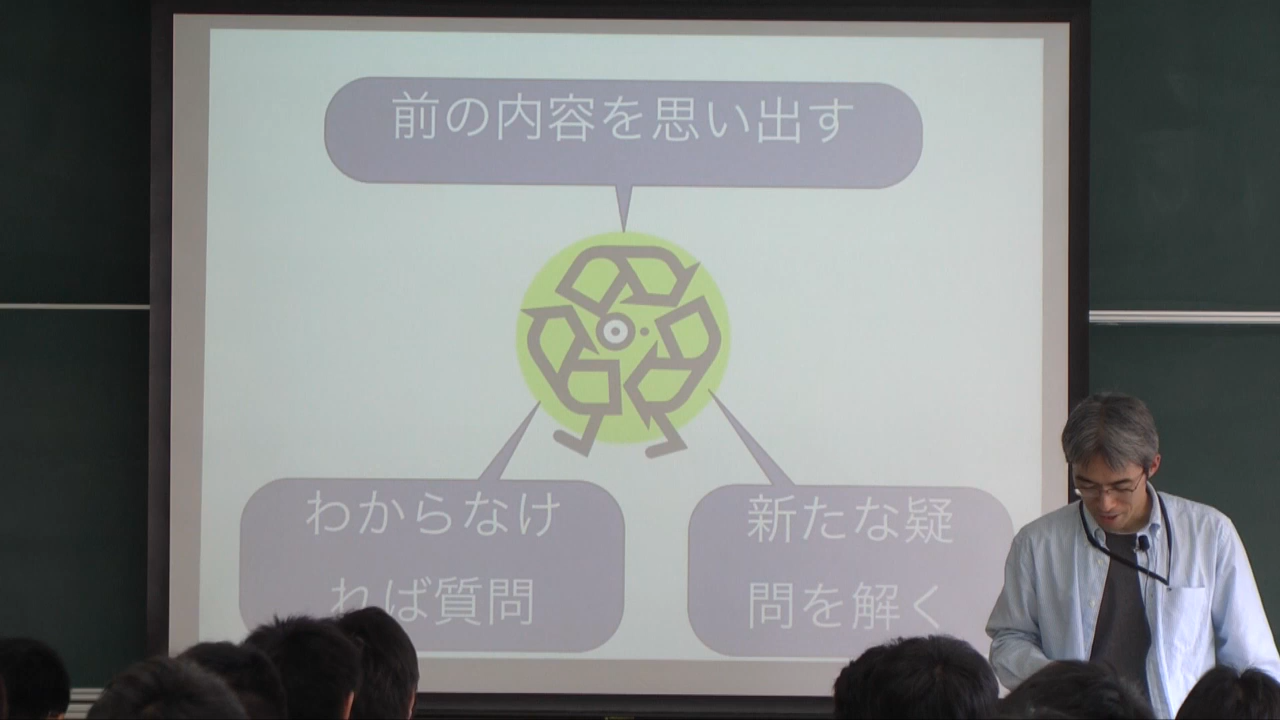 前の内容を思い出す
わからなけ
れば質問
新たな疑
問を解く